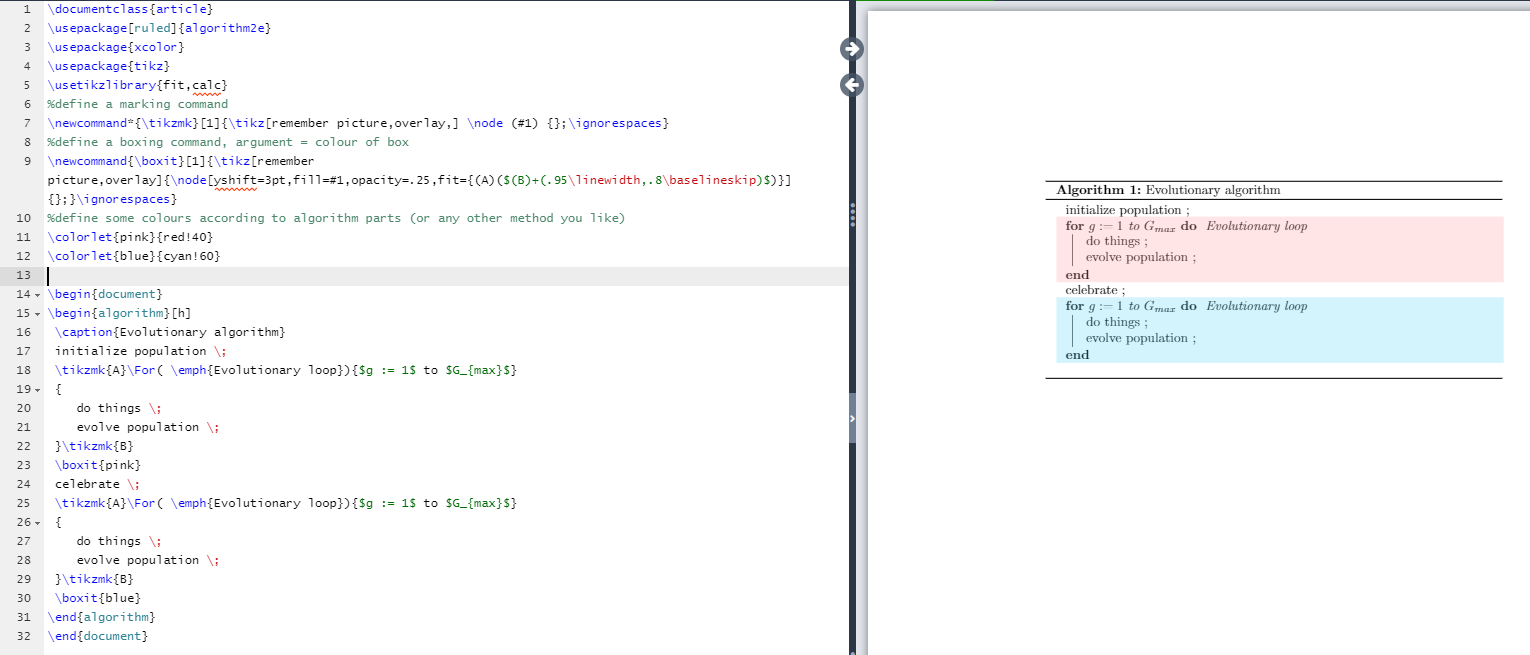 1 \documentclass{article}
2 \usepackage[ruled]{algorithm2e}
3 \usepackage{xcolor}
4 \usepackage{tikz}
5 \usetikzlibrary{fit,calc}
6 %define a marking command
7 \newcommand*{\tikzmk}[1]{\tikz[remember picture,overlay,] \node (#1) {};\ignorespaces}
8 %define a boxing command, argument = colour of box
9 \newcommand{\boxit}[1]{\tikz[remember
picture,overlay]{\node[yshift=3pt,fill=#1,opacity=.25,fit={(A)($(B)+(.95\linewidth,.8\baselineskip)$)}]
{};}\ignorespaces}
10 %define some colours according to algorithm parts (or any other method you like)
11 \colorlet{pink}{red!40}
12 \colorlet{blue}{cyan!60}
13
14 \begin{document}
15 \begin{algorithm}[h]
16 \caption{Evolutionary algorithm}
17 initialize population \;
18 \tikzmk{A}\For( \emph{Evolutionary loop}){$g := 1$ to $G_{max}$}
19 {
20 do things \;
21 evolve population \;
22 }\tikzmk{B}
23 \boxit{pink}
24 celebrate \;
25 \tikzmk{A}\For( \emph{Evolutionary loop}){$g := 1$ to $G_{max}$}
26 {
27 do things \;
28 evolve population \;
29 }\tikzmk{B}
30 \boxit{blue}
31 \end{algorithm}
32 \end{document}
Algorithm 1: Evolutionary algorithm
initialize population ;
for g := 1 to Gmax do Evolutionary loop
do things ;
evolve population ;
end
celebrate ;
for g := 1 to Gmax do Evolutionary loop
do things ;
evolve population ;
end